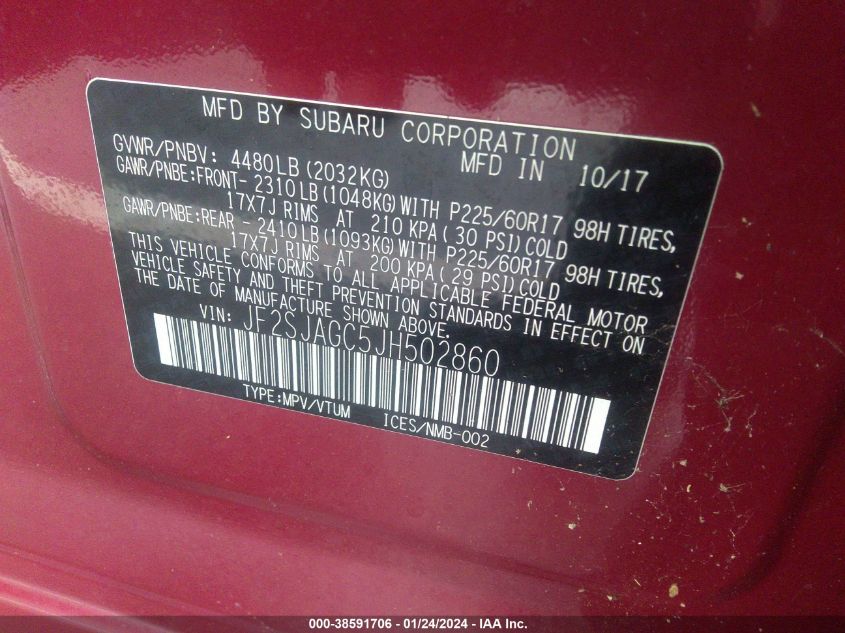 MFD BY SUBARU CORPORATION
MFD IN 10/17
GVWR/PNBV: 4480LB(2032KG)
GAWR/PNBE:FRONT- 2310LB(1048KG)WITH P225/60R17 98H TIRES,
17X7J RIMS AT 210 KPA( 30 PSI)COLD
GAWR/PNBE:REAR - 2410LB(1093KG)WITH P225/60R17 98H TIRES,
17X7J RIMS AT 200 KPA( 29 PSI)COLD
THIS VEHICLE CONFORMS TO ALL APPLICABLE FEDERAL MOTOR
VEHICLE SAFETY AND THEFT PREVENTION STANDARDS IN EFFECT ON
THE DATE OF MANUFACTURE SHOWN ABOVE.
VIN: JF2SJAGC5JH502860
TYPE:MPV/VTUM ICES/NMB-002
000-38591706 - 01/24/2024 - IAA Inc.